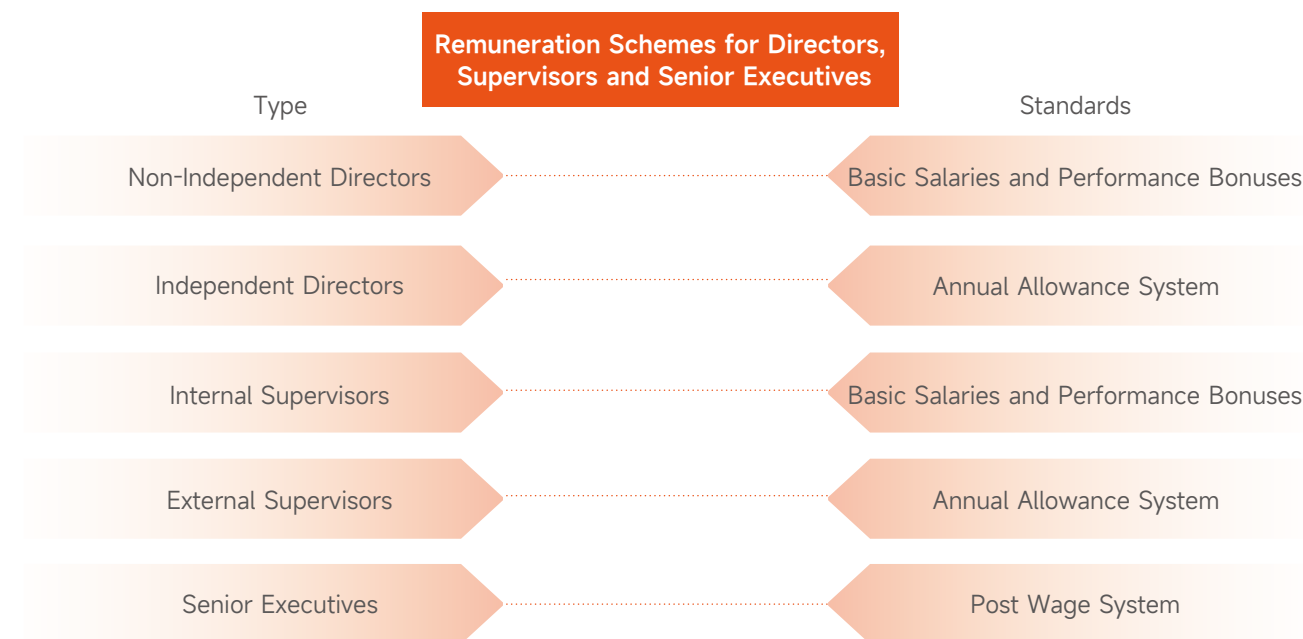 Remuneration Schemes for Directors,
Supervisors and Senior Executives
Type
Standards
Non-Independent Directors
Basic Salaries and Performance Bonuses
Independent Directors
Annual Allowance System
Internal Supervisors
Basic Salaries and Performance Bonuses
External Supervisors
Annual Allowance System
Senior Executives
Post Wage System